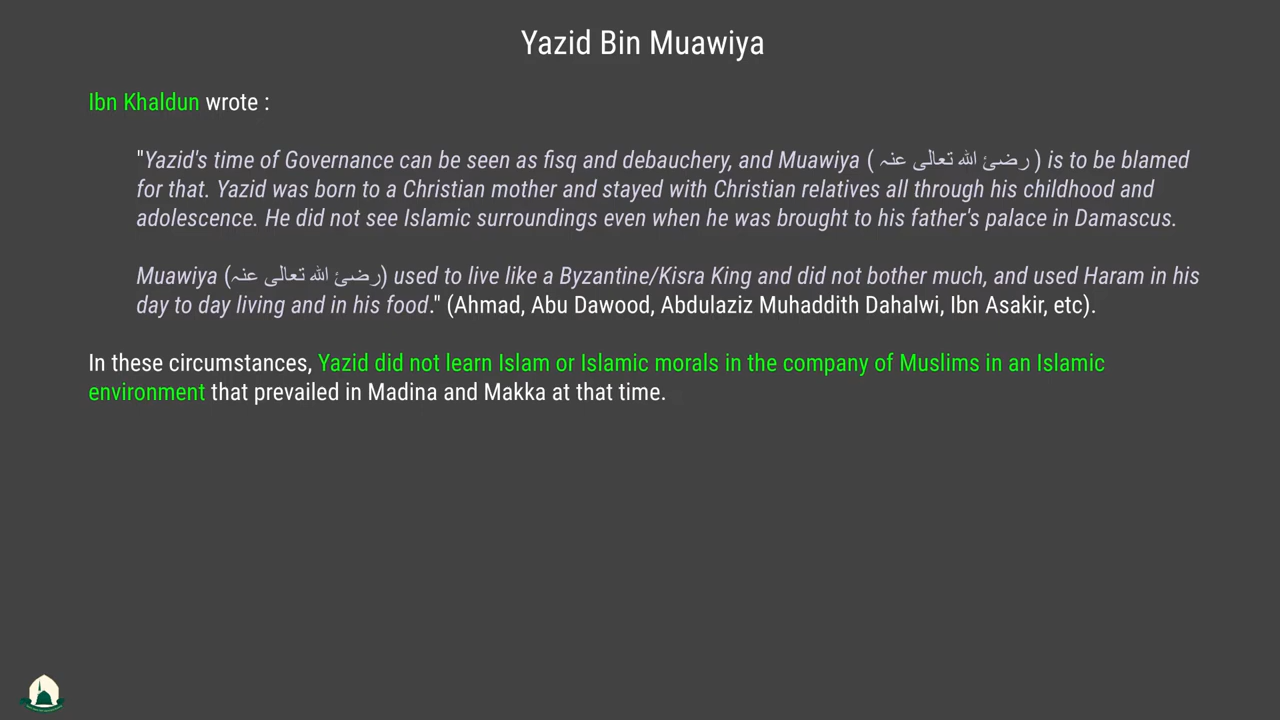 Yazid Bin Muawiya
Ibn Khaldun wrote :
"Yazid's time of Governance can be seen as fisq and debauchery, and Muawiya ( رضئ الله تعالى عنہ ) is to be blamed
for that. Yazid was born to a Christian mother and stayed with Christian relatives all through his childhood and
adolescence. He did not see Islamic surroundings even when he was brought to his father's palace in Damascus.
Muawiya (رضئ الله تعالى عنہ) used to live like a Byzantine/Kisra King and did not bother much, and used Haram in his
day to day living and in his food." (Ahmad, Abu Dawood, Abdulaziz Muhaddith Dahalwi, Ibn Asakir, etc).
In these circumstances, Yazid did not learn Islam or Islamic morals in the company of Muslims in an Islamic
environment that prevailed in Madina and Makka at that time.